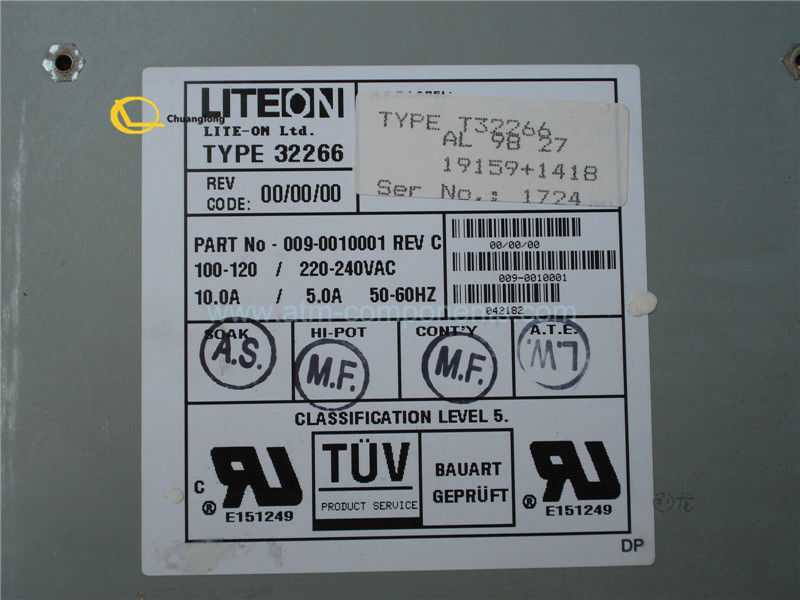 LITEON
LITE-ON Ltd.
TYPE 32266
Chuanglong
TYPE T32266
AL 98 27
19159+1418
Ser No.: 1724
REV
CODE: 00/00/00
PART No - 009-0010001 REV C
100-120 / 220-240VAC
10.0A / 5.0A 50-60HZ
00/00/00
009-0010001
042182
www.atm-components.com
SOAK
HI-POT
CONT'Y
A.T.E.
A.S.
M.F.
M.F.
L.W.
CLASSIFICATION LEVEL 5.
C
®
E151249
TÜV
PRODUCT SERVICE
BAUART
GEPRÜFT
®
E151249
DP